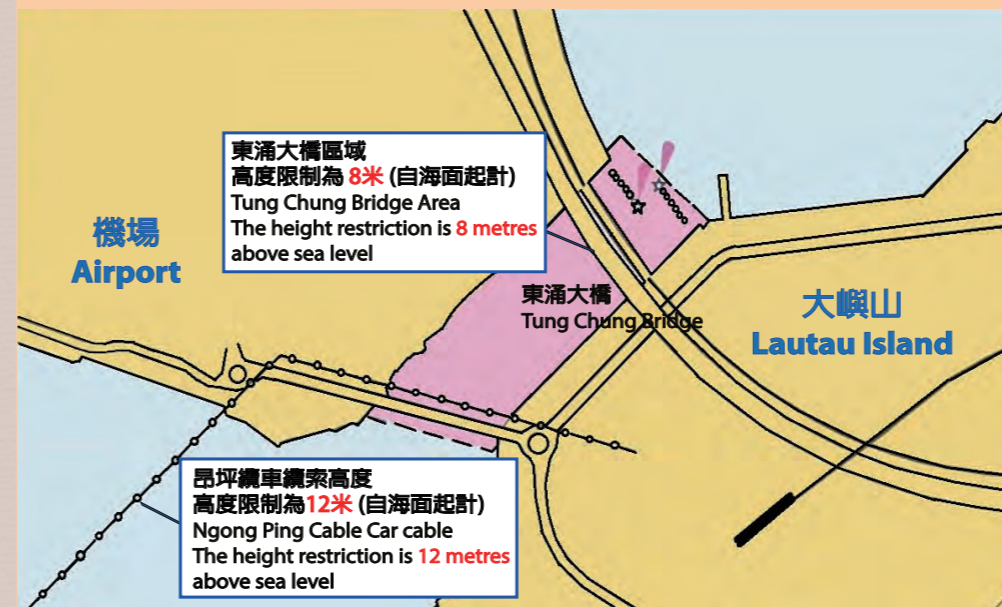 東涌大橋區域
高度限制為 8米 (自海面起計)
Tung Chung Bridge Area
The height restriction is 8 metres
above sea level
機場
Airport
東涌大橋
Tung Chung Bridge
大嶼山
Lautau Island
昂坪纜車纜索高度
高度限制為12米 (自海面起計)
Ngong Ping Cable Car cable
The height restriction is 12 metres
above sea level